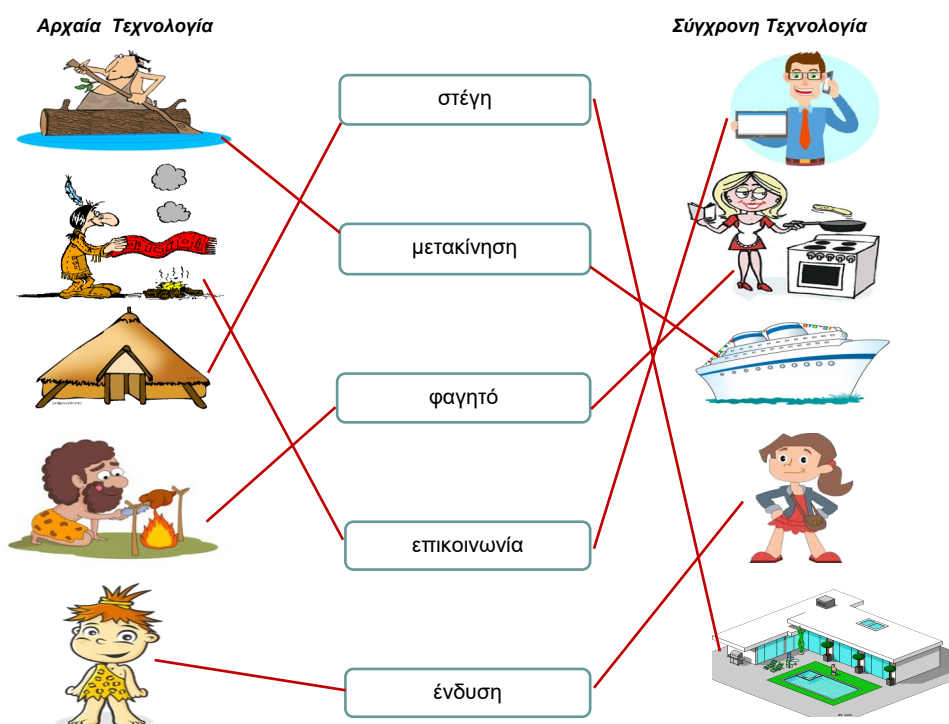 Αρχαία Τεχνολογία
Σύγχρονη Τεχνολογία
στέγη
μετακίνηση
φαγητό
επικοινωνία
ένδυση